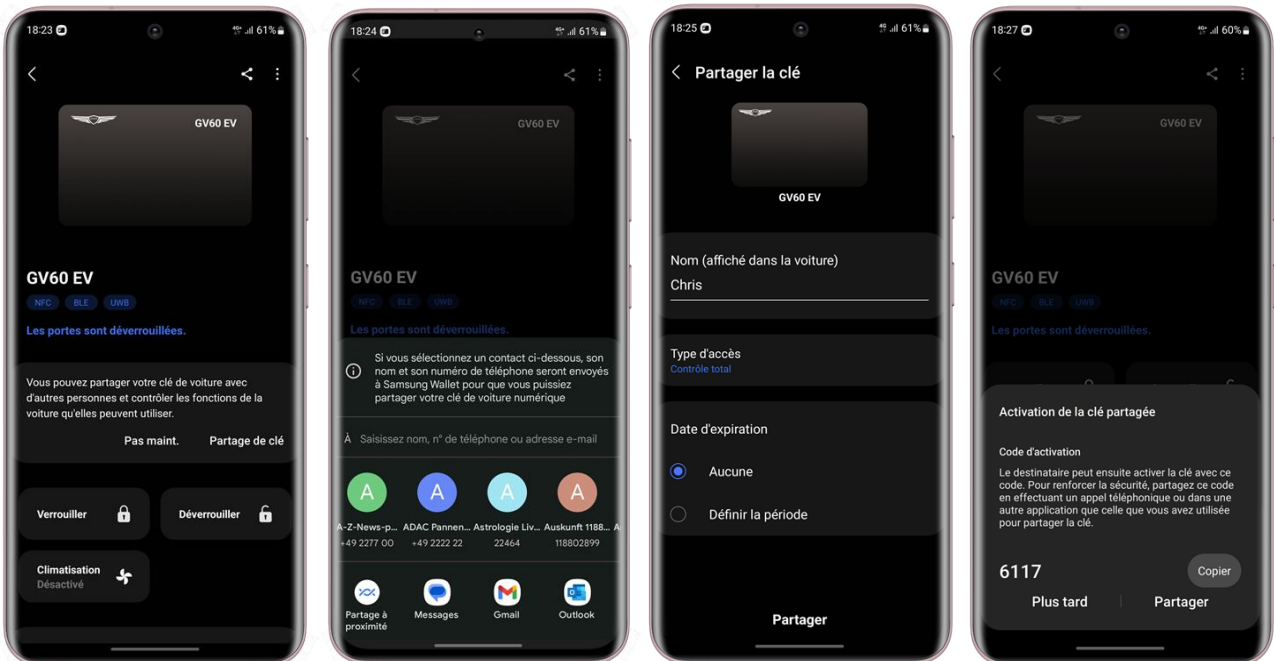 18:23
4G+ 61%
GV60 EV
GV60 EV
NFC BLE UWB
Les portes sont déverrouillées.
Vous pouvez partager votre clé de voiture avec
d'autres personnes et contrôler les fonctions de la
voiture qu'elles peuvent utiliser.
Pas maint. Partage de clé
Verrouiller Déverrouiller
Climatisation
Désactivé
18:24
4G+ 61%
GV60 EV
GV60 EV
NFC BLE UWB
Les portes sont déverrouillées.
Si vous sélectionnez un contact ci-dessous, son
nom et son numéro de téléphone seront envoyés
à Samsung Wallet pour que vous puissiez
partager votre clé de voiture numérique
À Saisissez nom, n° de téléphone ou adresse e-mail
A A A A
A-Z-News-p... ADAC Pannen... Astrologie Liv... Auskunft 1188... A
+49 2277 00 +49 2222 22 22464 118802899
Partage à
proximité
Messages Gmail Outlook
18:25
4G 61%
Partager la clé
GV60 EV
Nom (affiché dans la voiture)
Chris
Type d'accès
Contrôle total
Date d'expiration
Aucune
Définir la période
Partager
18:27
4G+ 60%
GV60 EV
GV60 EV
NFC BLE UWB
Les portes sont déverrouillées.
Activation de la clé partagée
Code d'activation
Le destinataire peut ensuite activer la clé avec ce
code. Pour renforcer la sécurité, partagez ce code
en effectuant un appel téléphonique ou dans une
autre application que celle que vous avez utilisée
pour partager la clé.
6117 Copier
Plus tard Partager